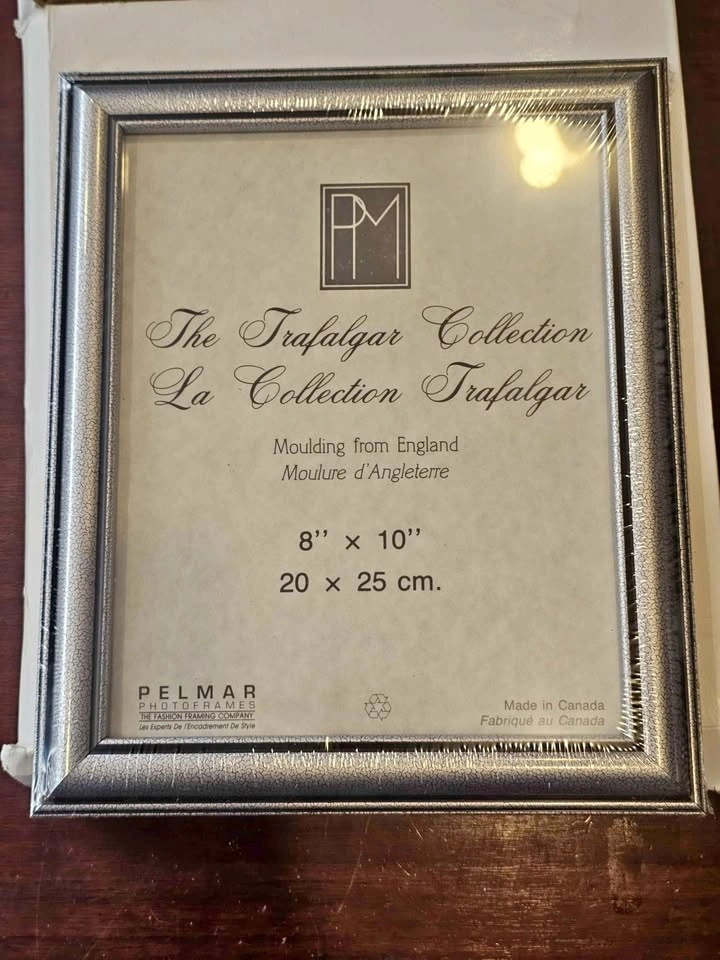 PM
The Trafalgar Collection
La Collection Trafalgar
Moulding from England
Moulure d'Angleterre
8'' × 10''
20 × 25 cm.
PELMAR
PHOTOFRAMES
THE FASHION FRAMING COMPANY
Les Experts De l'Encadrement De Style
Made in Canada
Fabriqué au Canada